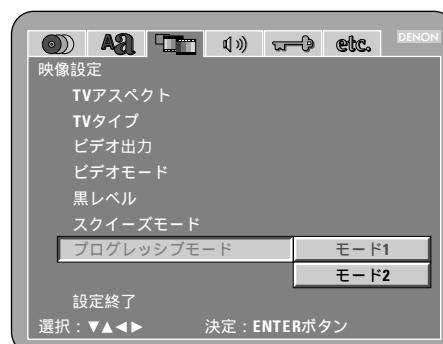 Aa etc. DENON
映像設定
TVアスペクト
TVタイプ
ビデオ出力
ビデオモード
黒レベル
スクイーズモード
プログレッシブモード モード1
モード2
設定終了
選択：▼▲◀▶ 決定：ENTERボタン